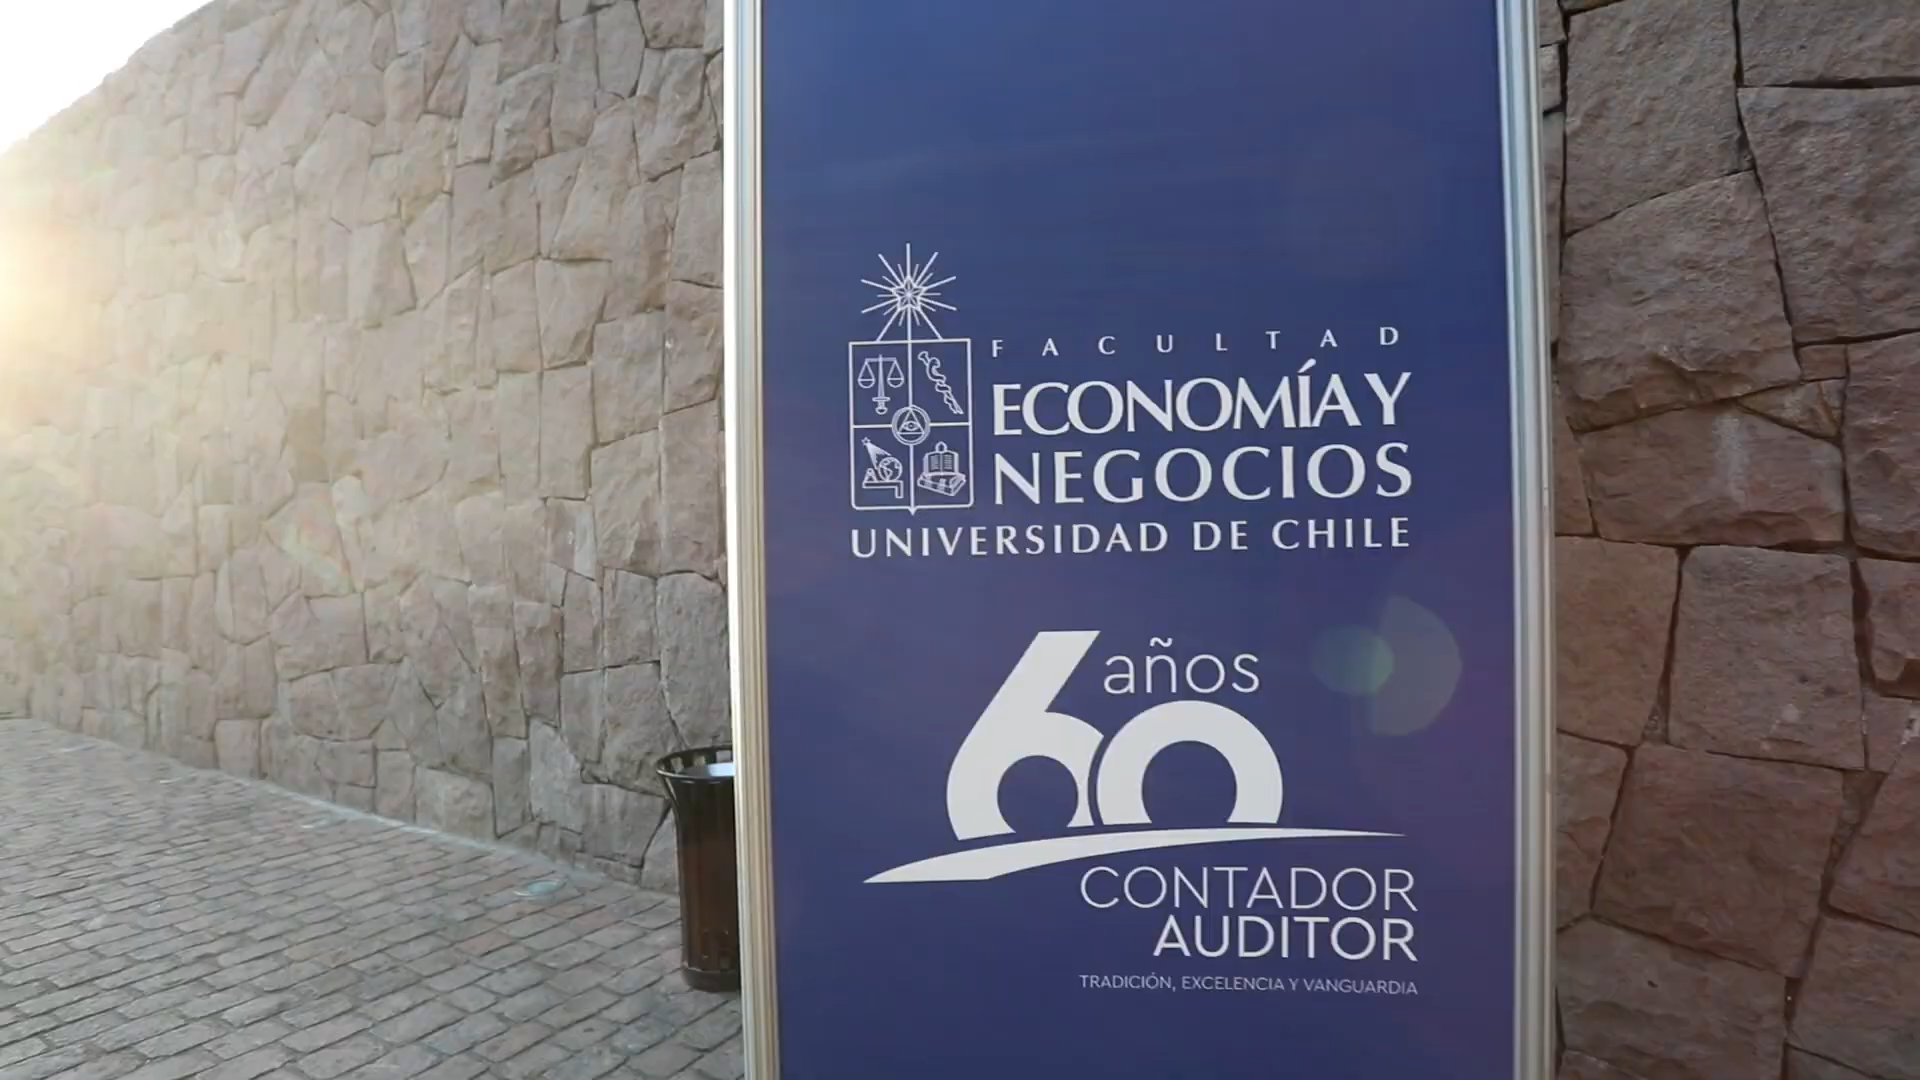 FACULTAD
ECONOMÍA Y
NEGOCIOS
UNIVERSIDAD DE CHILE
60 años
CONTADOR
AUDITOR
TRADICIÓN, EXCELENCIA Y VANGUARDIA